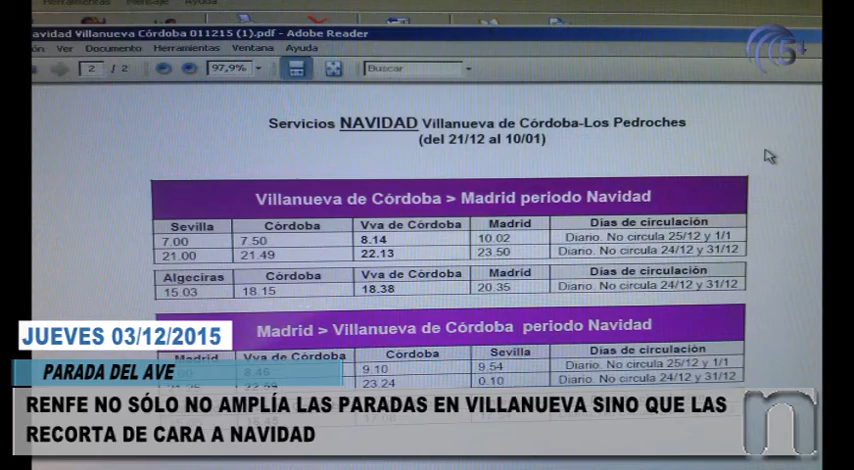 Herramientas Ventana Ayuda
avidad Villanueva Córdoba 011215 (1).pdf - Adobe Reader
ón Ver Documento Herramientas Ventana Ayuda
2 / 2 97,9% Buscar
5+
Servicios NAVIDAD Villanueva de Córdoba-Los Pedroches
(del 21/12 al 10/01)
Villanueva de Córdoba > Madrid periodo Navidad
Sevilla Córdoba Vva de Córdoba Madrid Días de circulación
7.00 7.50 8.14 10.02 Diario. No circula 25/12 y 1/1
21.00 21.49 22.13 23.50 Diario. No circula 24/12 y 31/12
Algeciras Córdoba Vva de Córdoba Madrid Días de circulación
15.03 18.15 18.38 20.35 Diario. No circula 24/12 y 31/12
Madrid > Villanueva de Córdoba periodo Navidad
Madrid Vva de Córdoba Córdoba Sevilla Días de circulación
8.46 9.10 9.54 Diario. No circula 25/12 y 1/1
23.24 0.10 Diario. No circula 24/12 y 31/12
JUEVES 03/12/2015
PARADA DEL AVE
RENFE NO SÓLO NO AMPLÍA LAS PARADAS EN VILLANUEVA SINO QUE LAS
RECORTA DE CARA A NAVIDAD
n